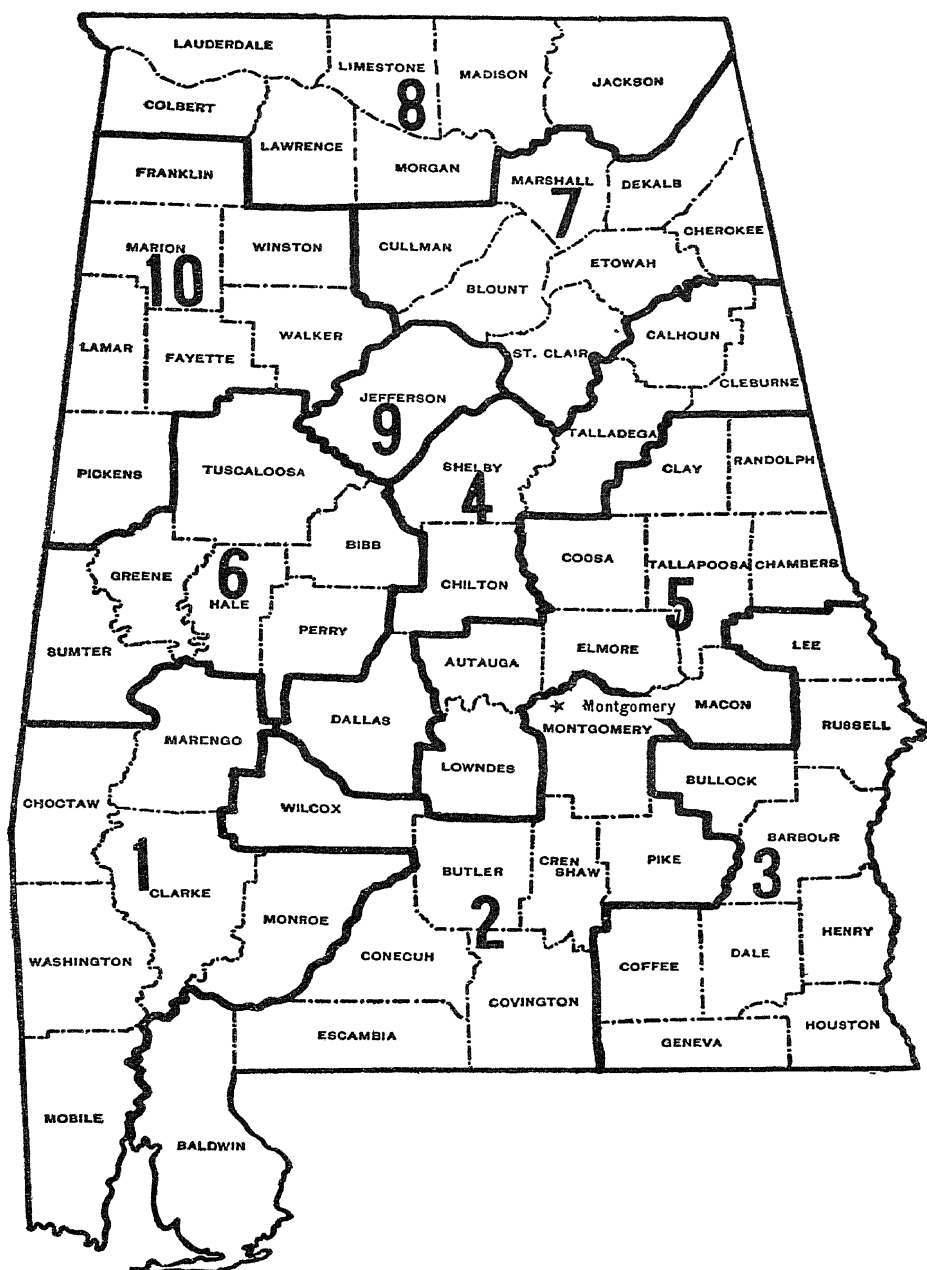 LAUDERDALE
LIMESTONE
MADISON
JACKSON
COLBERT
8
LAWRENCE
MORGAN
FRANKLIN
MARSHALL
DEKALB
7
CHEROKEE
MARION
WINSTON
CULLMAN
ETOWAH
10
BLOUNT
WALKER
CALHOUN
LAMAR
FAYETTE
ST. CLAIR
CLEBURNE
JEFFERSON
9
TALLADEGA
PICKENS
TUSCALOOSA
SHELBY
CLAY
RANDOLPH
4
BIBB
COOSA
TALLAPOOSA
CHAMBERS
GREENE
6
HALE
CHILTON
5
PERRY
ELMORE
LEE
SUMTER
AUTAUGA
MACON
Montgomery
DALLAS
MONTGOMERY
RUSSELL
MARENGO
LOWNDES
BULLOCK
CHOCTAW
WILCOX
BARBOUR
1
CLARKE
BUTLER
CREN
SHAW
PIKE
3
MONROE
2
HENRY
WASHINGTON
CONECUH
COFFEE
DALE
COVINGTON
HOUSTON
ESCAMBIA
GENEVA
MOBILE
BALDWIN